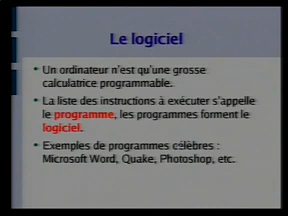 Le logiciel
• Un ordinateur n'est qu'une grosse
calculatrice programmable.
• La liste des instructions à exécuter s'appelle
le programme, les programmes forment le
logiciel.
• Exemples de programmes célèbres :
Microsoft Word, Quake, Photoshop, etc.